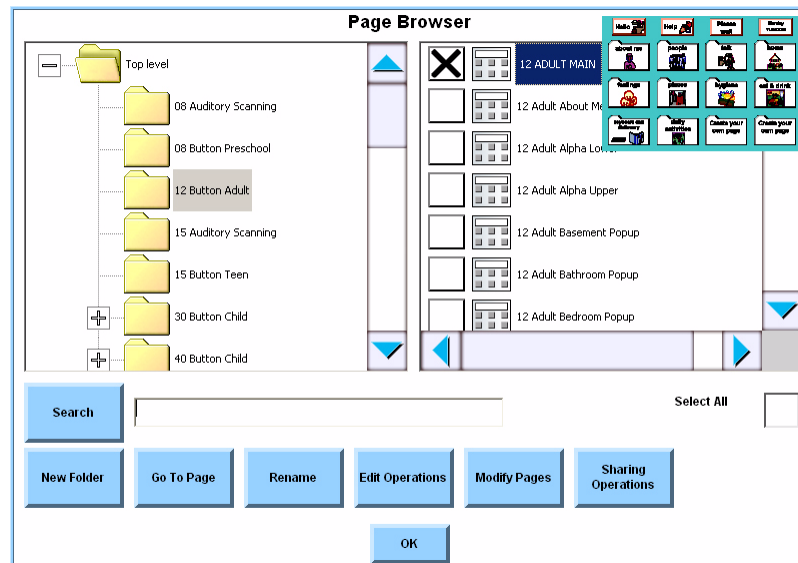 Page Browser
Top level
08 Auditory Scanning
08 Button Preschool
12 Button Adult
15 Auditory Scanning
15 Button Teen
30 Button Child
40 Button Child
12 ADULT MAIN
12 Adult About Me
12 Adult Alpha Lower
12 Adult Alpha Upper
12 Adult Basement Popup
12 Adult Bathroom Popup
12 Adult Bedroom Popup
Hello Help Please wait
about me people talk home
feelings places hygiene eat & drink
keyboard and dictionary daily activities Create your own page Create your own page
Search
Select All
New Folder
Go To Page
Rename
Edit Operations
Modify Pages
Sharing
Operations
OK